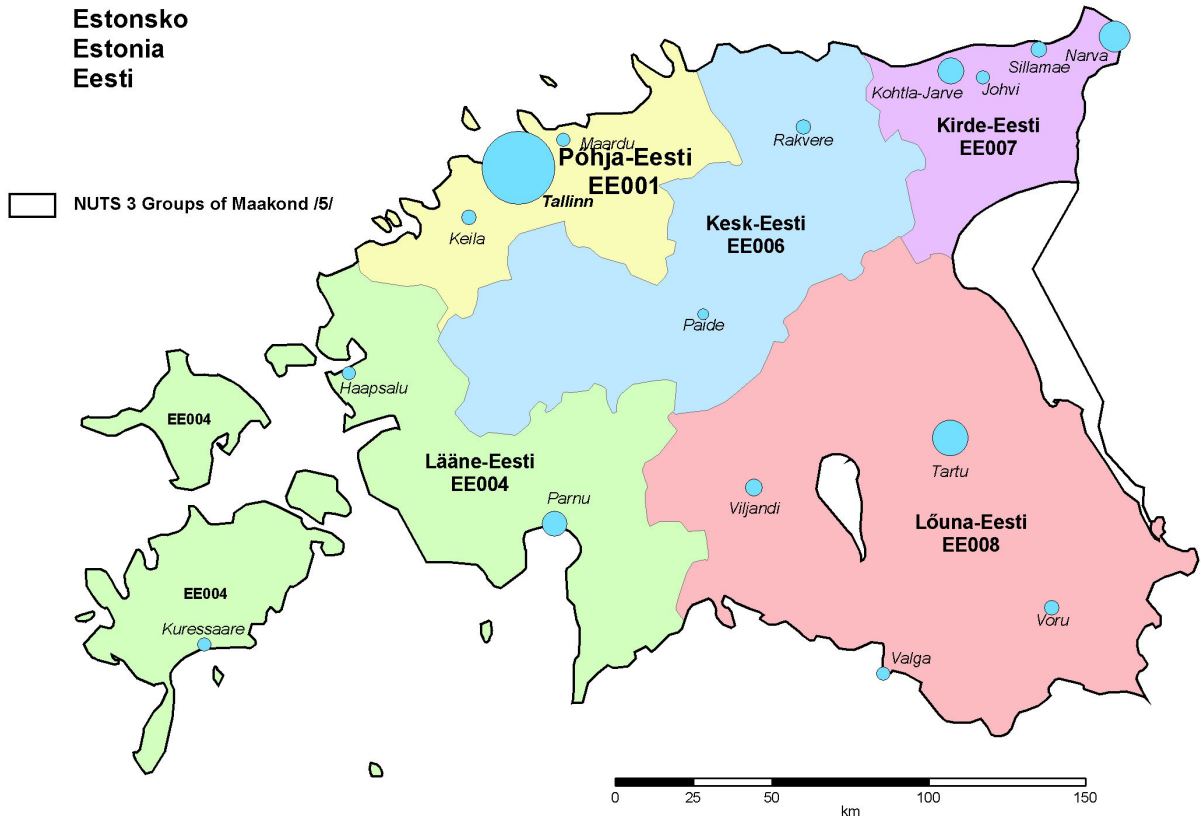 Estonsko
Estonia
Eesti
NUTS 3 Groups of Maakond /5/
Narva
Sillamae
Kohtla-Jarve
Johvi
Kirde-Eesti
EE007
Rakvere
Maardu
Põhja-Eesti
EE001
Tallinn
Keila
Kesk-Eesti
EE006
Paide
Haapsalu
EE004
Lääne-Eesti
EE004
Parnu
Tartu
Viljandi
Lőuna-Eesti
EE008
EE004
Kuressaare
Voru
Valga
0 25 50 100 150
km